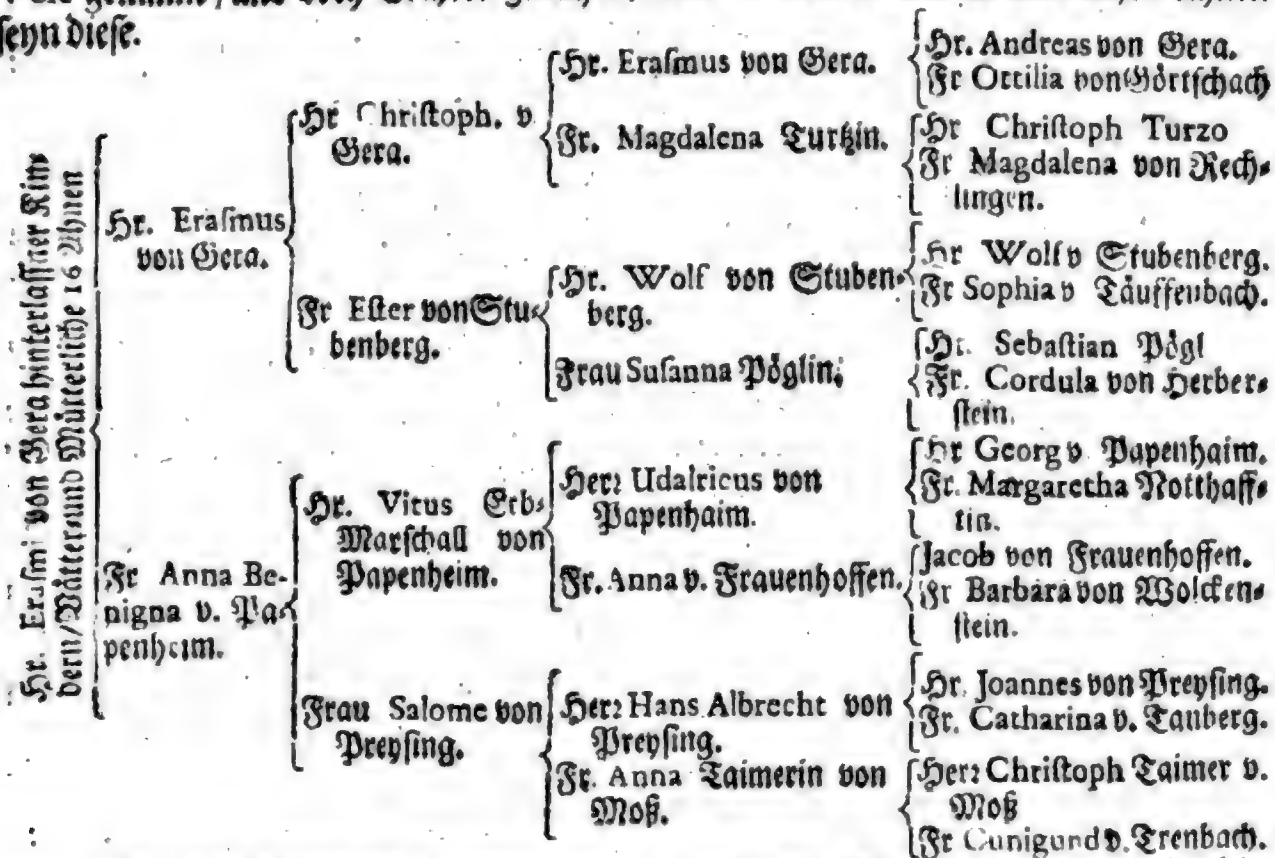 seyn diese.
Hr. Erasmi von Gera hinterlassner Kin-
dern/Vätter- und Mütterliche 16 Ahnen
Hr. Erasmus
von Gera.
Fr Anna Be-
nigna v. Pa-
penheim.
Hr Christoph. v
Gera.
Fr Ester von Stu-
benberg.
Hr. Vitus Erb-
Marschall von
Papenheim.
Frau Salome von
Preysing.
Hr. Erasmus von Gera.
Fr. Magdalena Turtzin.
Hr. Wolf von Stuben-
berg.
Frau Susanna Pöglin;
Herr Udalricus von
Papenhaim.
Fr. Anna v. Frauenhoffen.
Herr Hans Albrecht von
Preysing.
Fr. Anna Taimerin von
Moß.
Hr. Andreas von Gera.
Fr Ottilia von Görtschach
Hr Christoph Turzo
Fr Magdalena von Rech-
lingen.
Hr Wolf v Stubenberg.
Fr Sophia v Täuffenbach.
Hr. Sebastian Pögl
Fr. Cordula von Herber-
stein.
Hr Georg v Papenhaim.
Fr. Margaretha Notthaff-
tin.
Jacob von Frauenhoffen.
Fr Barbara von Wolcken-
stein.
Hr. Joannes von Preysing.
Fr. Catharina v. Tauberg.
Herr Christoph Taimer v.
Moß
Fr Cunigund v. Trenbach.